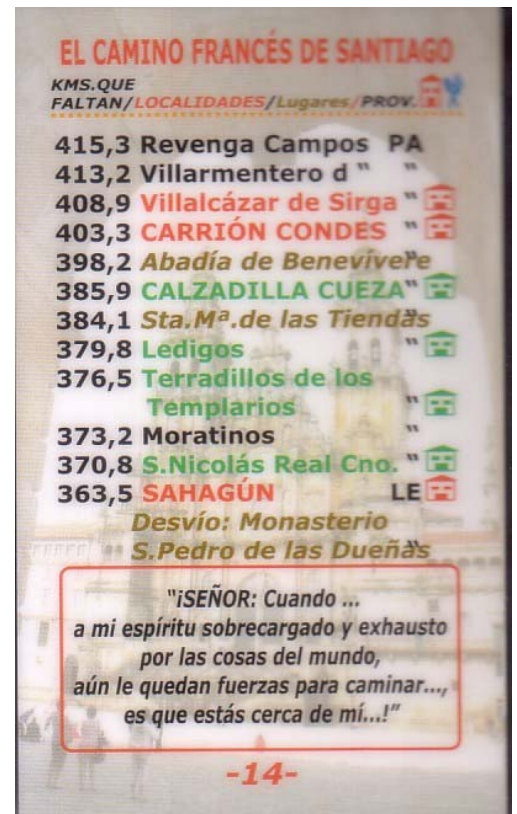 EL CAMINO FRANCÉS DE SANTIAGO
KMS.QUE
FALTAN/LOCALIDADES/Lugares/PROV.
415,3 Revenga Campos PA
413,2 Villarmentero d " "
408,9 Villalcázar de Sirga "
403,3 CARRIÓN CONDES "
398,2 Abadía de Benevívere "
385,9 CALZADILLA CUEZA "
384,1 Sta.Mª.de las Tiendas "
379,8 Ledigos "
376,5 Terradillos de los
Templarios "
373,2 Moratinos "
370,8 S.Nicolás Real Cno. "
363,5 SAHAGÚN LE
Desvío: Monasterio
S.Pedro de las Dueñas "
"¡SEÑOR: Cuando ...
a mi espíritu sobrecargado y exhausto
por las cosas del mundo,
aún le quedan fuerzas para caminar...,
es que estás cerca de mí...!"
-14-